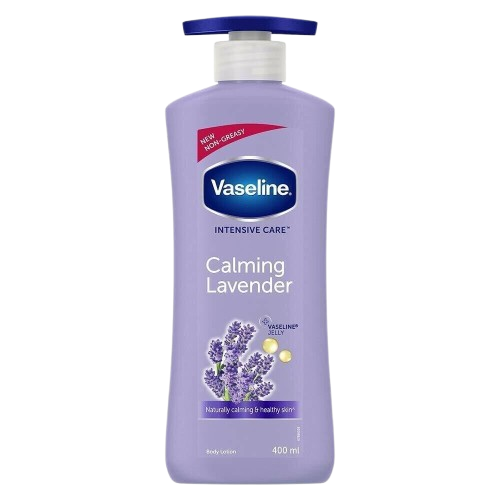 NEW
NON-GREASY
Vaseline.
INTENSIVE CARE™
Calming
Lavender
VASELINE®
JELLY
Naturally calming & healthy skin^
Body Lotion
400 ml